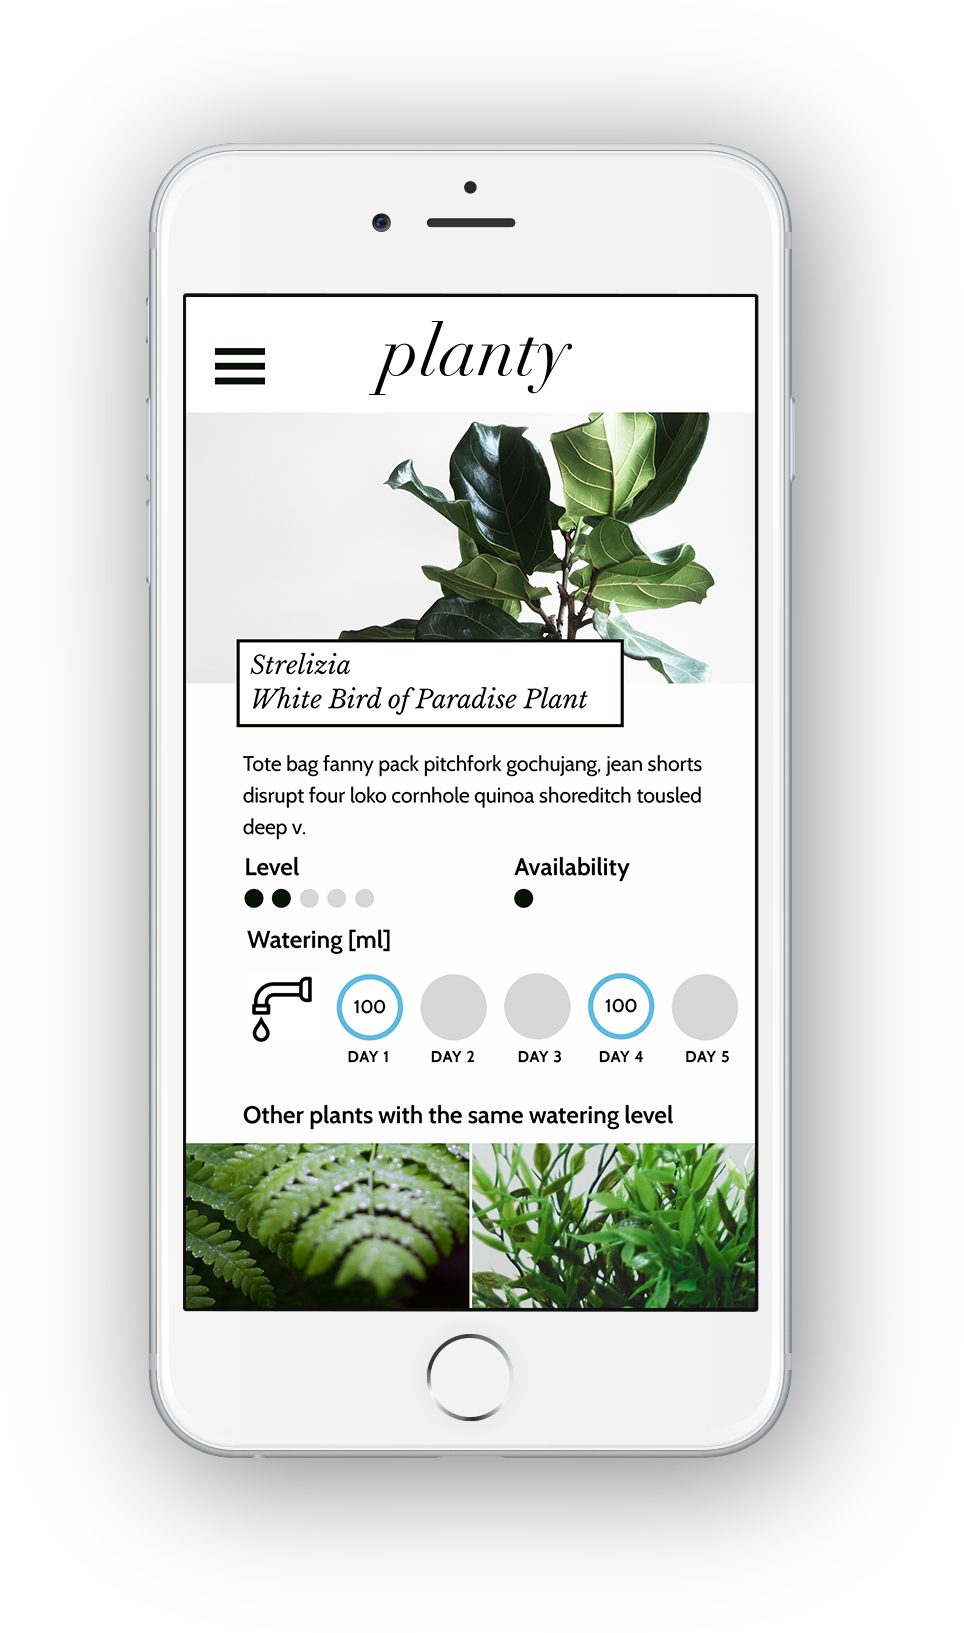 planty
Strelizia
White Bird of Paradise Plant
Tote bag fanny pack pitchfork gochujang, jean shorts
disrupt four loko cornhole quinoa shoreditch tousled
deep v.
Level
Availability
Watering [ml]
100
100
DAY 1
DAY 2
DAY 3
DAY 4
DAY 5
Other plants with the same watering level